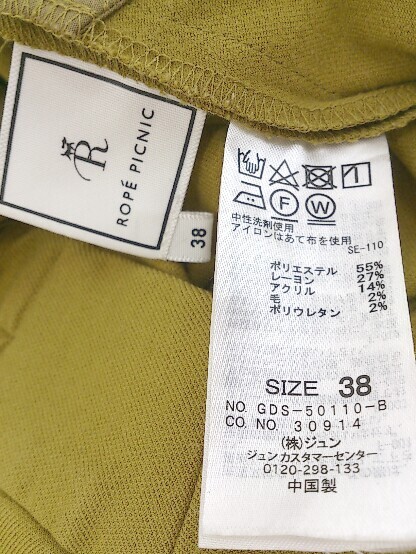 R
ROPÉ PICNIC
38
F
W
中性洗剤使用
アイロンはあて布を使用
SE-110
ポリエステル 55%
レーヨン 27%
アクリル 14%
毛 2%
ポリウレタン 2%
SIZE 38
NO. GDS-50110-B
CO. NO. 30914
(株)ジュン
ジュンカスタマーセンター
0120-298-133
中国製